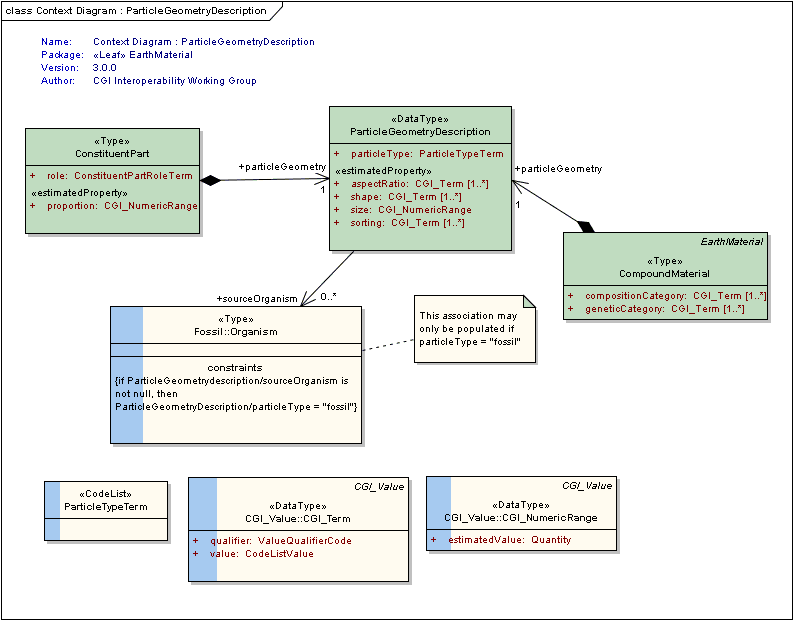 class Context Diagram : ParticleGeometryDescription
Name: Context Diagram : ParticleGeometryDescription
Package: «Leaf» EarthMaterial
Version: 3.0.0
Author: CGI Interoperability Working Group
«Type»
ConstituentPart
+ role: ConstituentPartRoleTerm
«estimatedProperty»
+ proportion: CGI_NumericRange
+particleGeometry
1
«DataType»
ParticleGeometryDescription
+ particleType: ParticleTypeTerm
«estimatedProperty»
+ aspectRatio: CGI_Term [1..*]
+ shape: CGI_Term [1..*]
+ size: CGI_NumericRange
+ sorting: CGI_Term [1..*]
+particleGeometry
1
EarthMaterial
«Type»
CompoundMaterial
+ compositionCategory: CGI_Term [1..*]
+ geneticCategory: CGI_Term [1..*]
+sourceOrganism
0..*
«Type»
Fossil::Organism
constraints
{if ParticleGeometrydescription/sourceOrganism is
not null, then
ParticleGeometryDescription/particleType = "fossil"}
This association may
only be populated if
particleType = "fossil"
«CodeList»
ParticleTypeTerm
CGI_Value
«DataType»
CGI_Value::CGI_Term
+ qualifier: ValueQualifierCode
+ value: CodeListValue
CGI_Value
«DataType»
CGI_Value::CGI_NumericRange
+ estimatedValue: Quantity